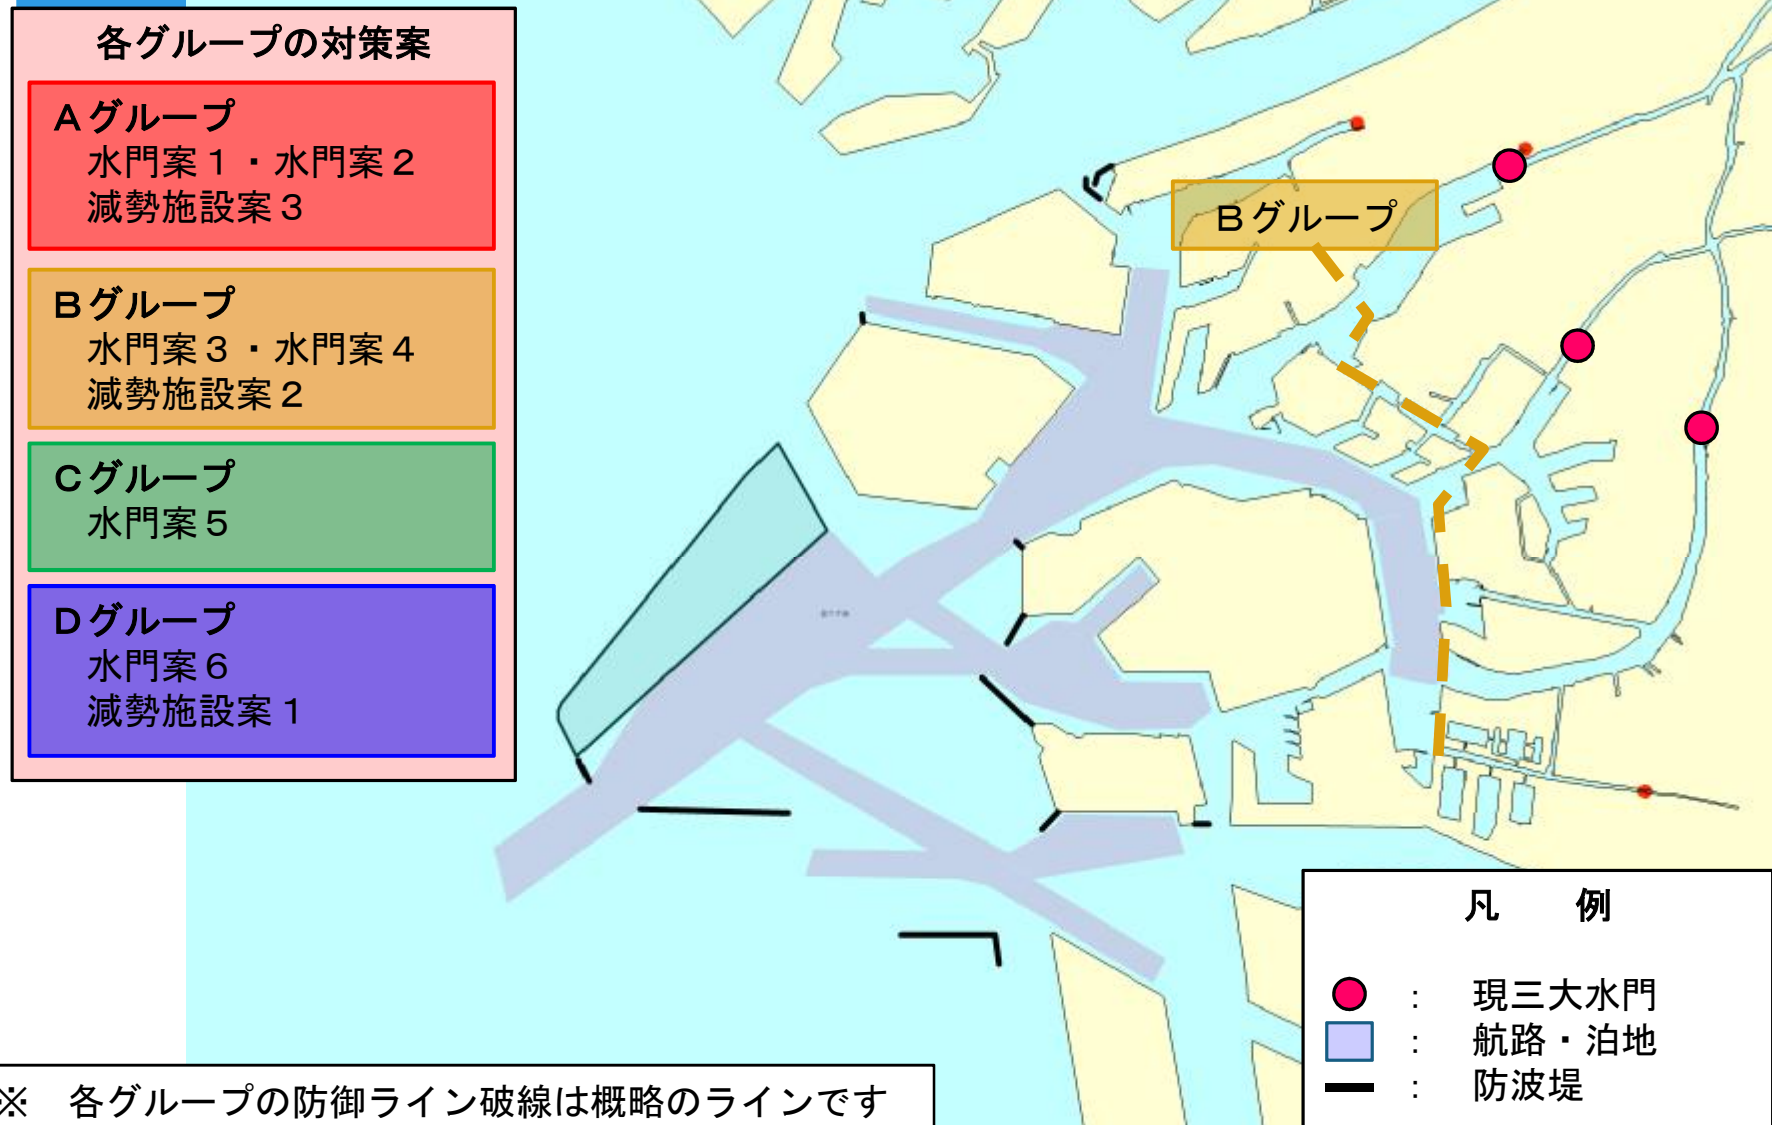 各グループの対策案
Aグループ
水門案1・水門案2
減勢施設案3
Bグループ
水門案3・水門案4
減勢施設案2
Cグループ
水門案5
Dグループ
水門案6
減勢施設案1
Bグループ
凡 例
: 現三大水門
: 航路・泊地
: 防波堤
※ 各グループの防御ライン破線は概略のラインです